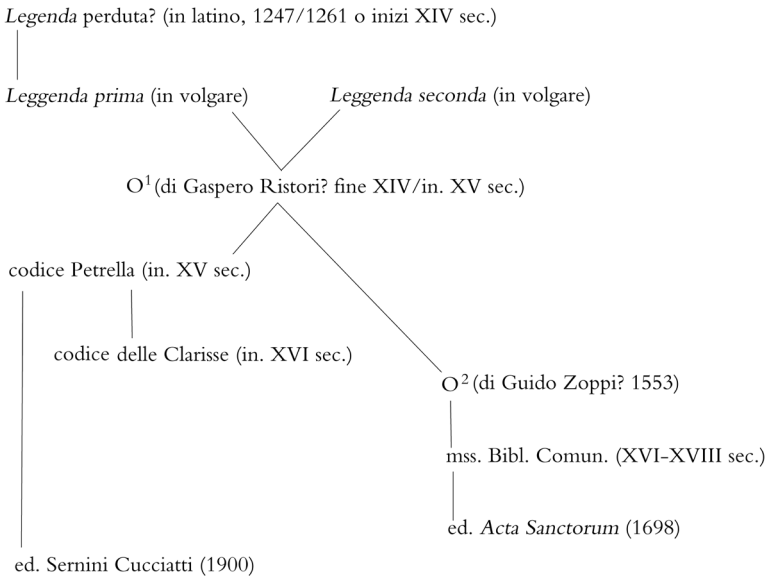 Legenda perduta? (in latino, 1247/1261 o inizi XIV sec.)
Leggenda prima (in volgare)
Leggenda seconda (in volgare)
O¹ (di Gaspero Ristori? fine XIV/in. XV sec.)
codice Petrella (in. XV sec.)
codice delle Clarisse (in. XVI sec.)
O² (di Guido Zoppi? 1553)
mss. Bibl. Comun. (XVI-XVIII sec.)
ed. Acta Sanctorum (1698)
ed. Sernini Cucciatti (1900)